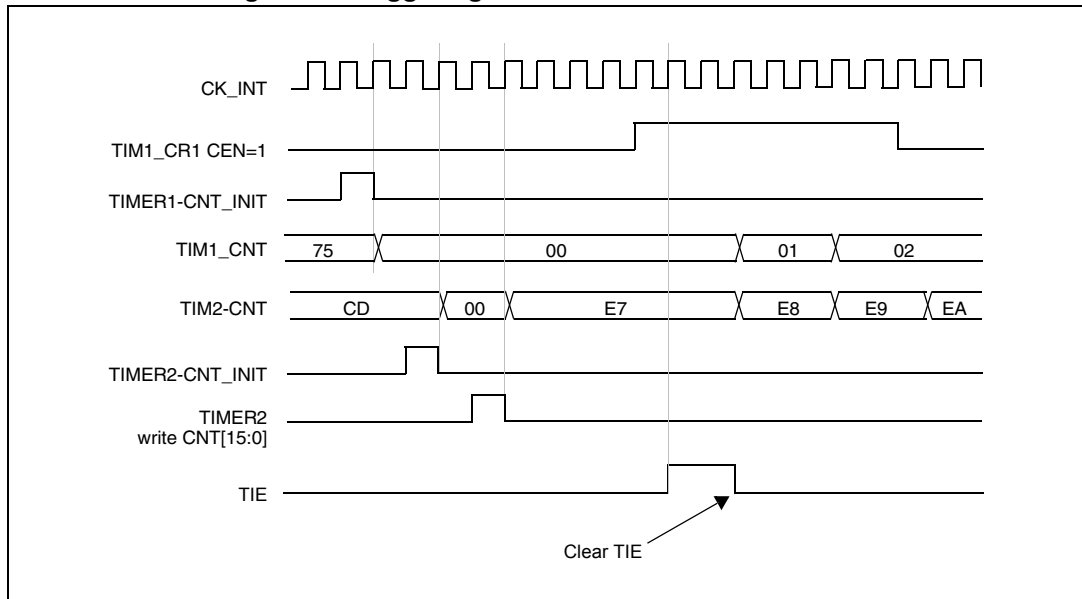 CK_INT
TIM1_CR1 CEN=1
TIMER1-CNT_INIT
TIM1_CNT 75 00 01 02
TIM2-CNT CD 00 E7 E8 E9 EA
TIMER2-CNT_INIT
TIMER2
write CNT[15:0]
TIE
Clear TIE